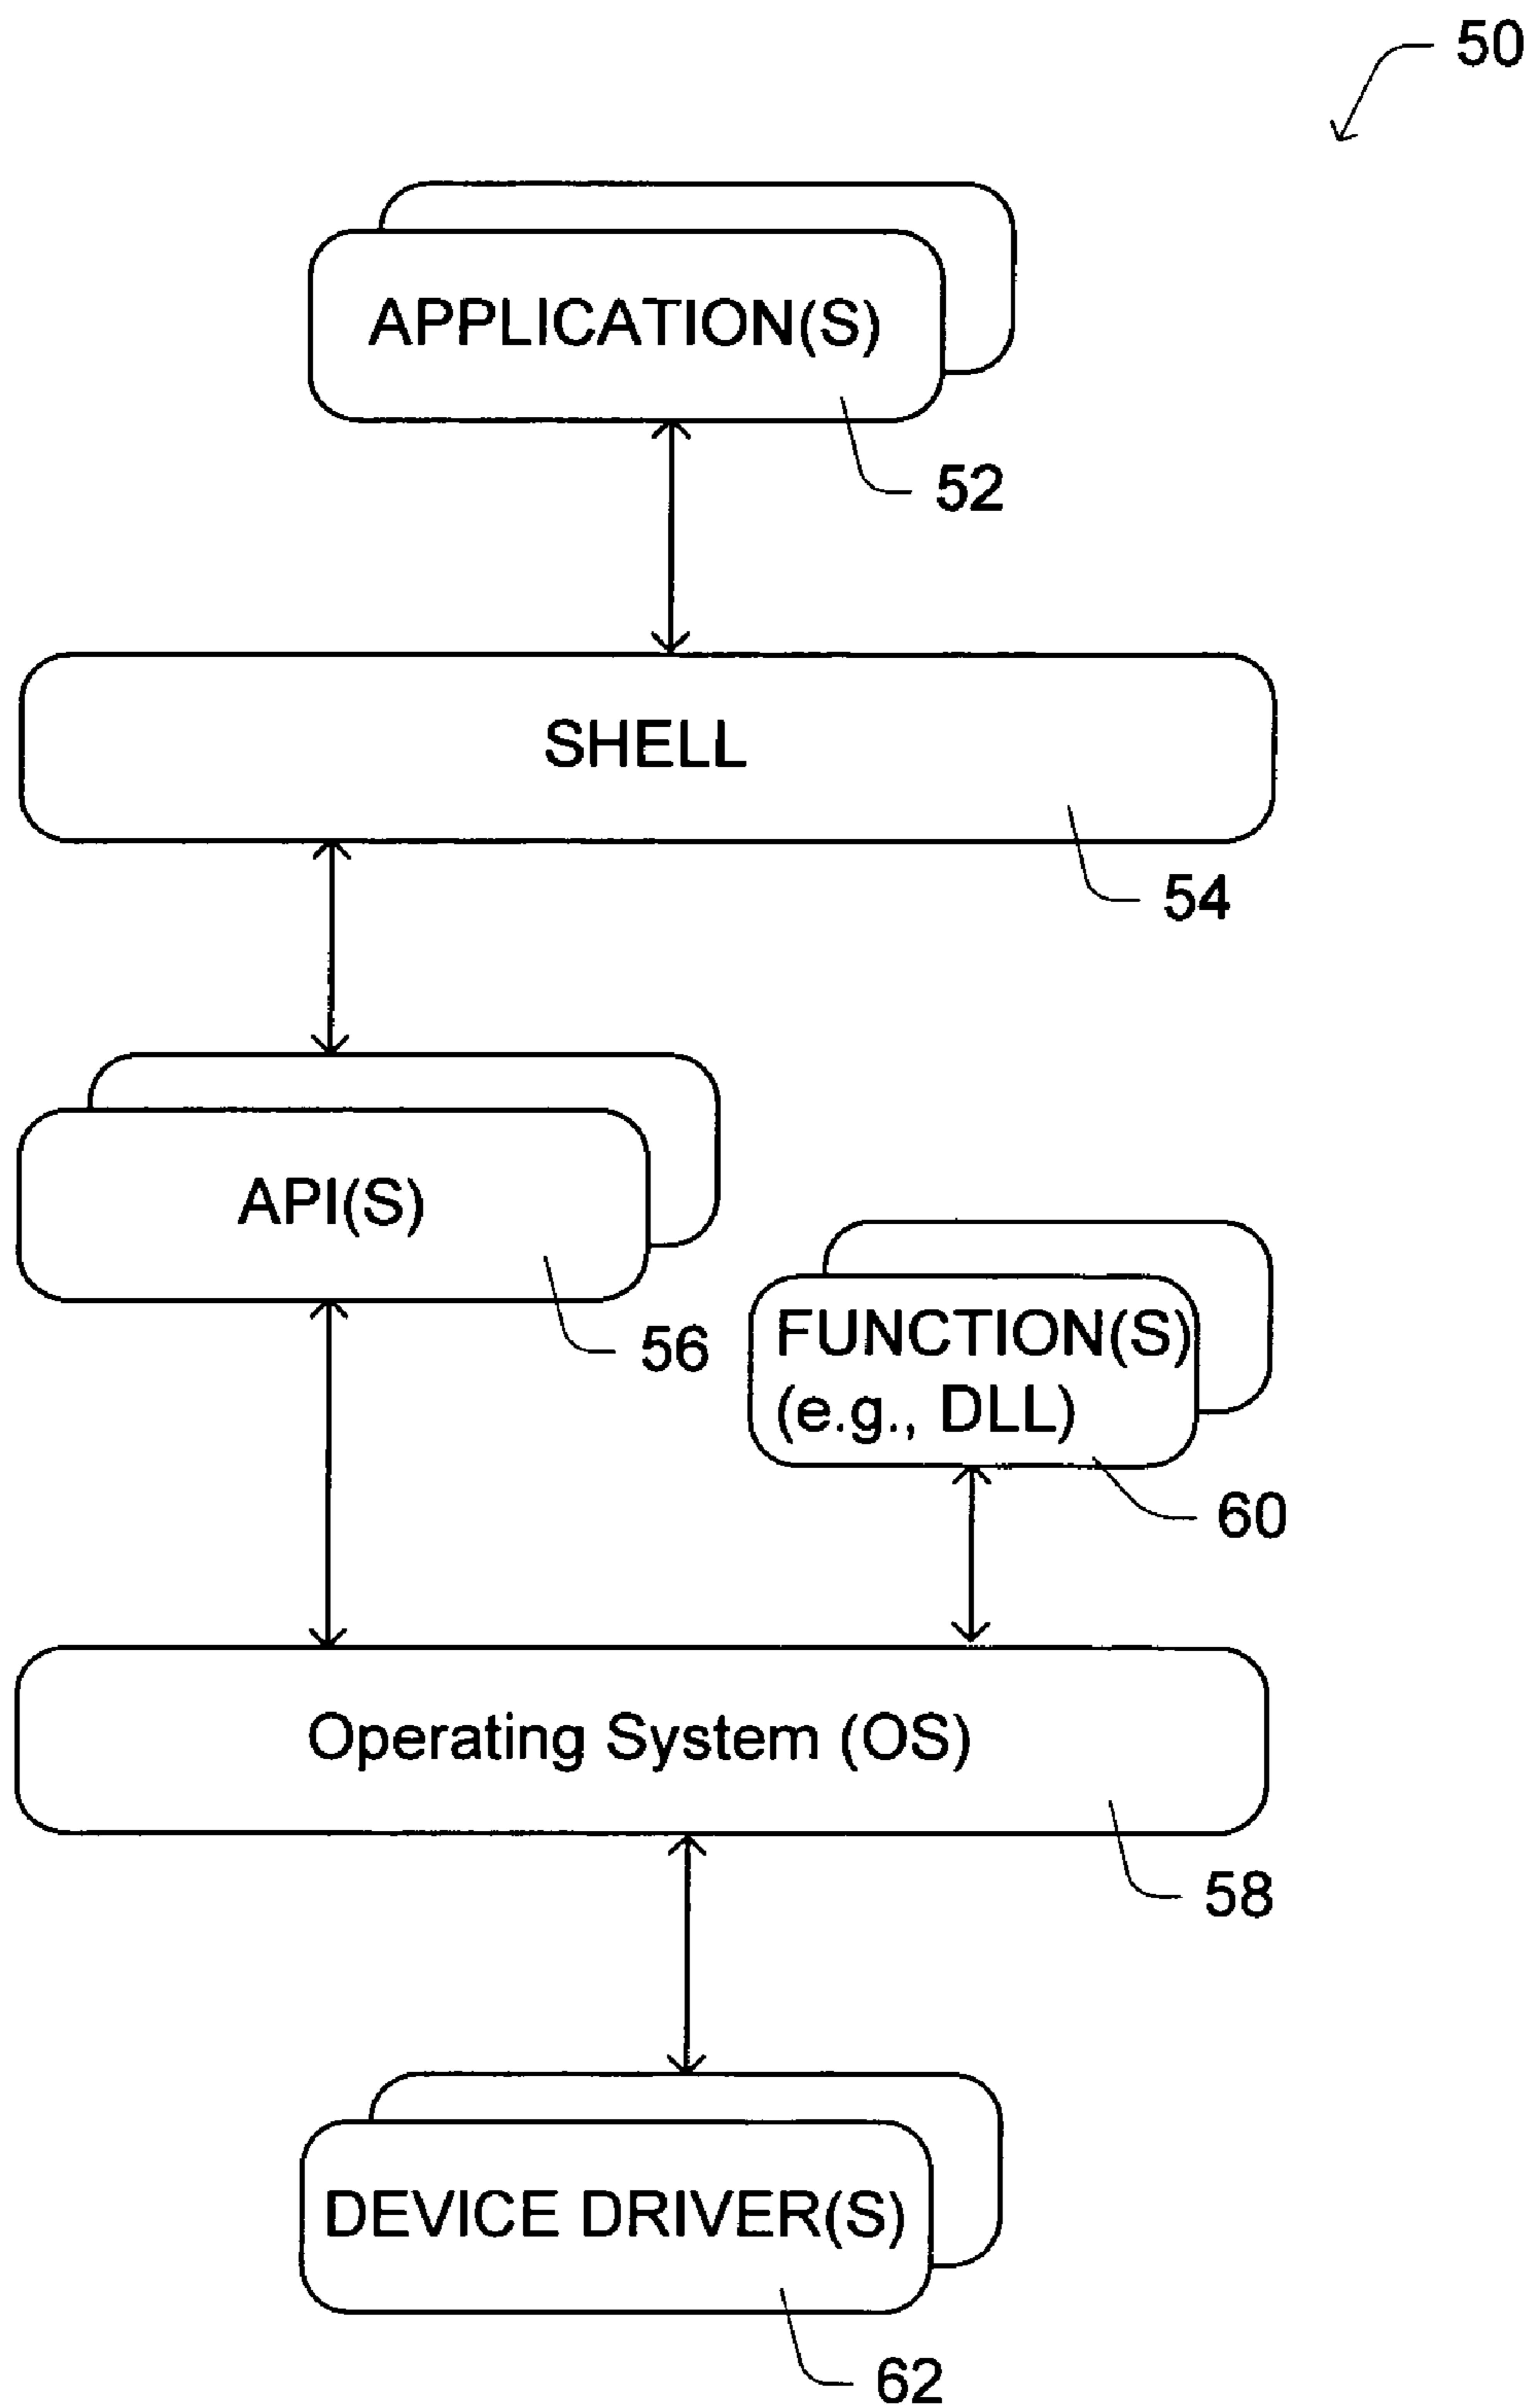 50
APPLICATION(S)
52
SHELL
54
API(S)
56
FUNCTION(S)
(e.g., DLL)
60
Operating System (OS)
58
DEVICE DRIVER(S)
62